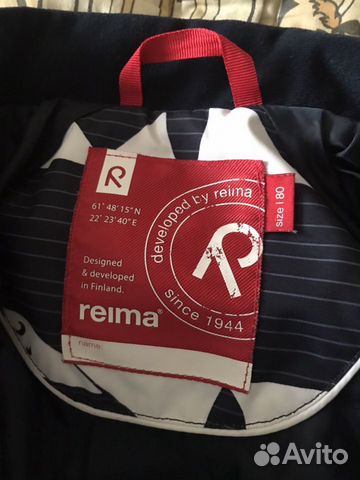 R
61° 48' 15" N
22° 23' 40" E
Designed
& developed
in Finland.
reima®
name:
developed by reima
R
since 1944
size | 80
Avito